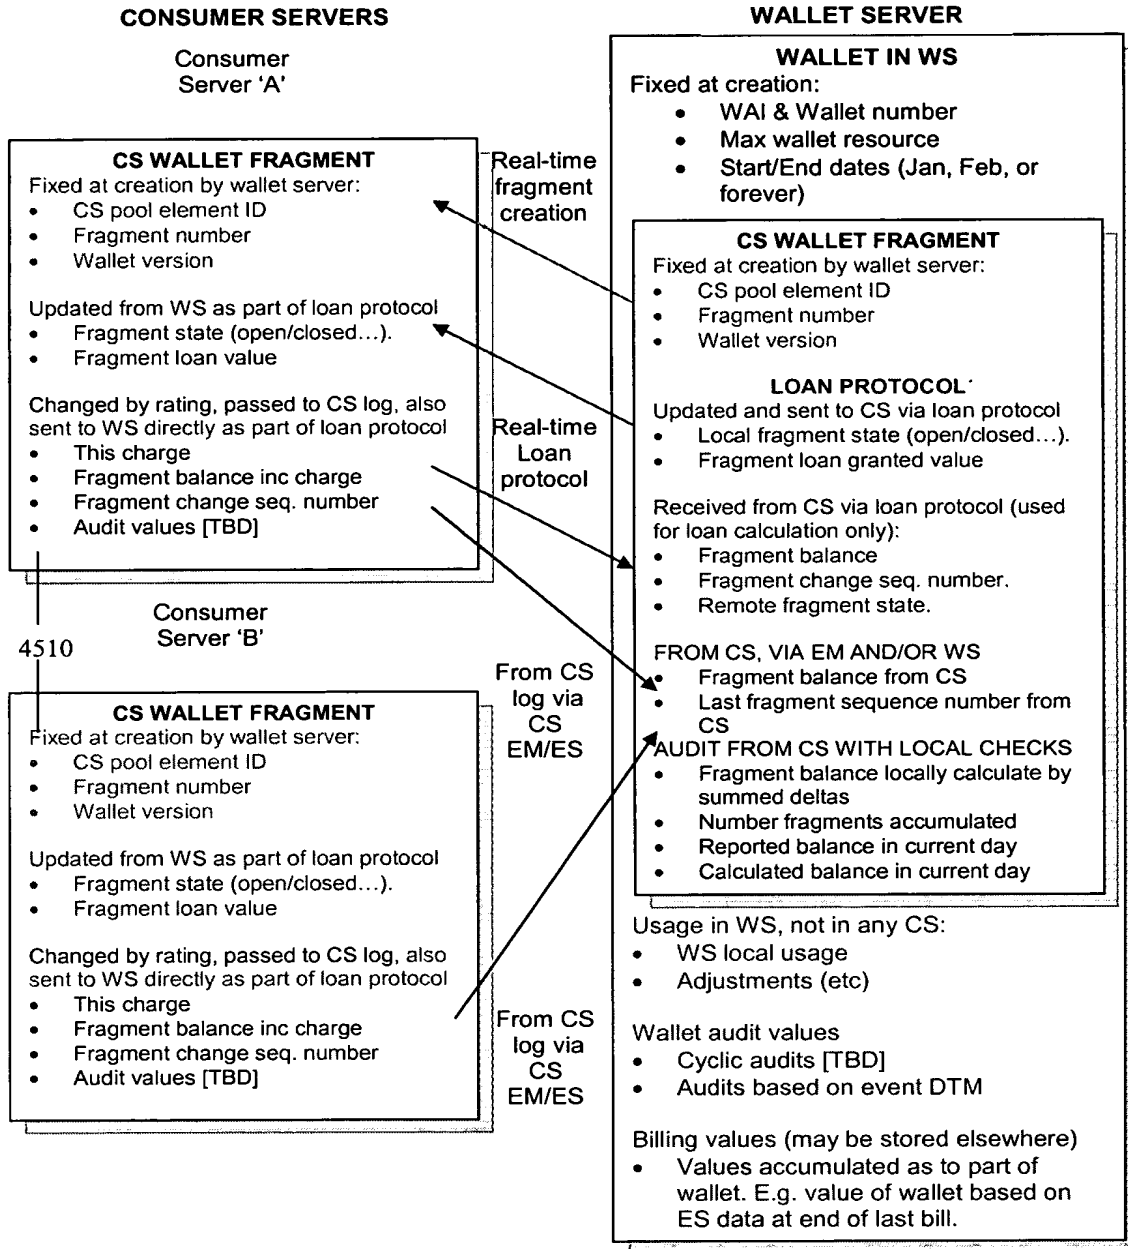 CONSUMER SERVERS
Consumer
Server 'A'
CS WALLET FRAGMENT
Fixed at creation by wallet server:
• CS pool element ID
• Fragment number
• Wallet version
Updated from WS as part of loan protocol
• Fragment state (open/closed...).
• Fragment loan value
Changed by rating, passed to CS log, also
sent to WS directly as part of loan protocol
• This charge
• Fragment balance inc charge
• Fragment change seq. number
• Audit values [TBD]
Consumer
Server 'B'
4510
CS WALLET FRAGMENT
Fixed at creation by wallet server:
• CS pool element ID
• Fragment number
• Wallet version
Updated from WS as part of loan protocol
• Fragment state (open/closed...).
• Fragment loan value
Changed by rating, passed to CS log, also
sent to WS directly as part of loan protocol
• This charge
• Fragment balance inc charge
• Fragment change seq. number
• Audit values [TBD]
Real-time
fragment
creation
Real-time
Loan
protocol
From CS
log via
CS
EM/ES
From CS
log via
CS
EM/ES
WALLET SERVER
WALLET IN WS
Fixed at creation:
• WAI & Wallet number
• Max wallet resource
• Start/End dates (Jan, Feb, or
forever)
CS WALLET FRAGMENT
Fixed at creation by wallet server:
• CS pool element ID
• Fragment number
• Wallet version
LOAN PROTOCOL
Updated and sent to CS via loan protocol
• Local fragment state (open/closed...).
• Fragment loan granted value
Received from CS via loan protocol (used
for loan calculation only):
• Fragment balance
• Fragment change seq. number.
• Remote fragment state.
FROM CS, VIA EM AND/OR WS
• Fragment balance from CS
• Last fragment sequence number from
CS
AUDIT FROM CS WITH LOCAL CHECKS
• Fragment balance locally calculate by
summed deltas
• Number fragments accumulated
• Reported balance in current day
• Calculated balance in current day
Usage in WS, not in any CS:
• WS local usage
• Adjustments (etc)
Wallet audit values
• Cyclic audits [TBD]
• Audits based on event DTM
Billing values (may be stored elsewhere)
• Values accumulated as to part of
wallet. E.g. value of wallet based on
ES data at end of last bill.